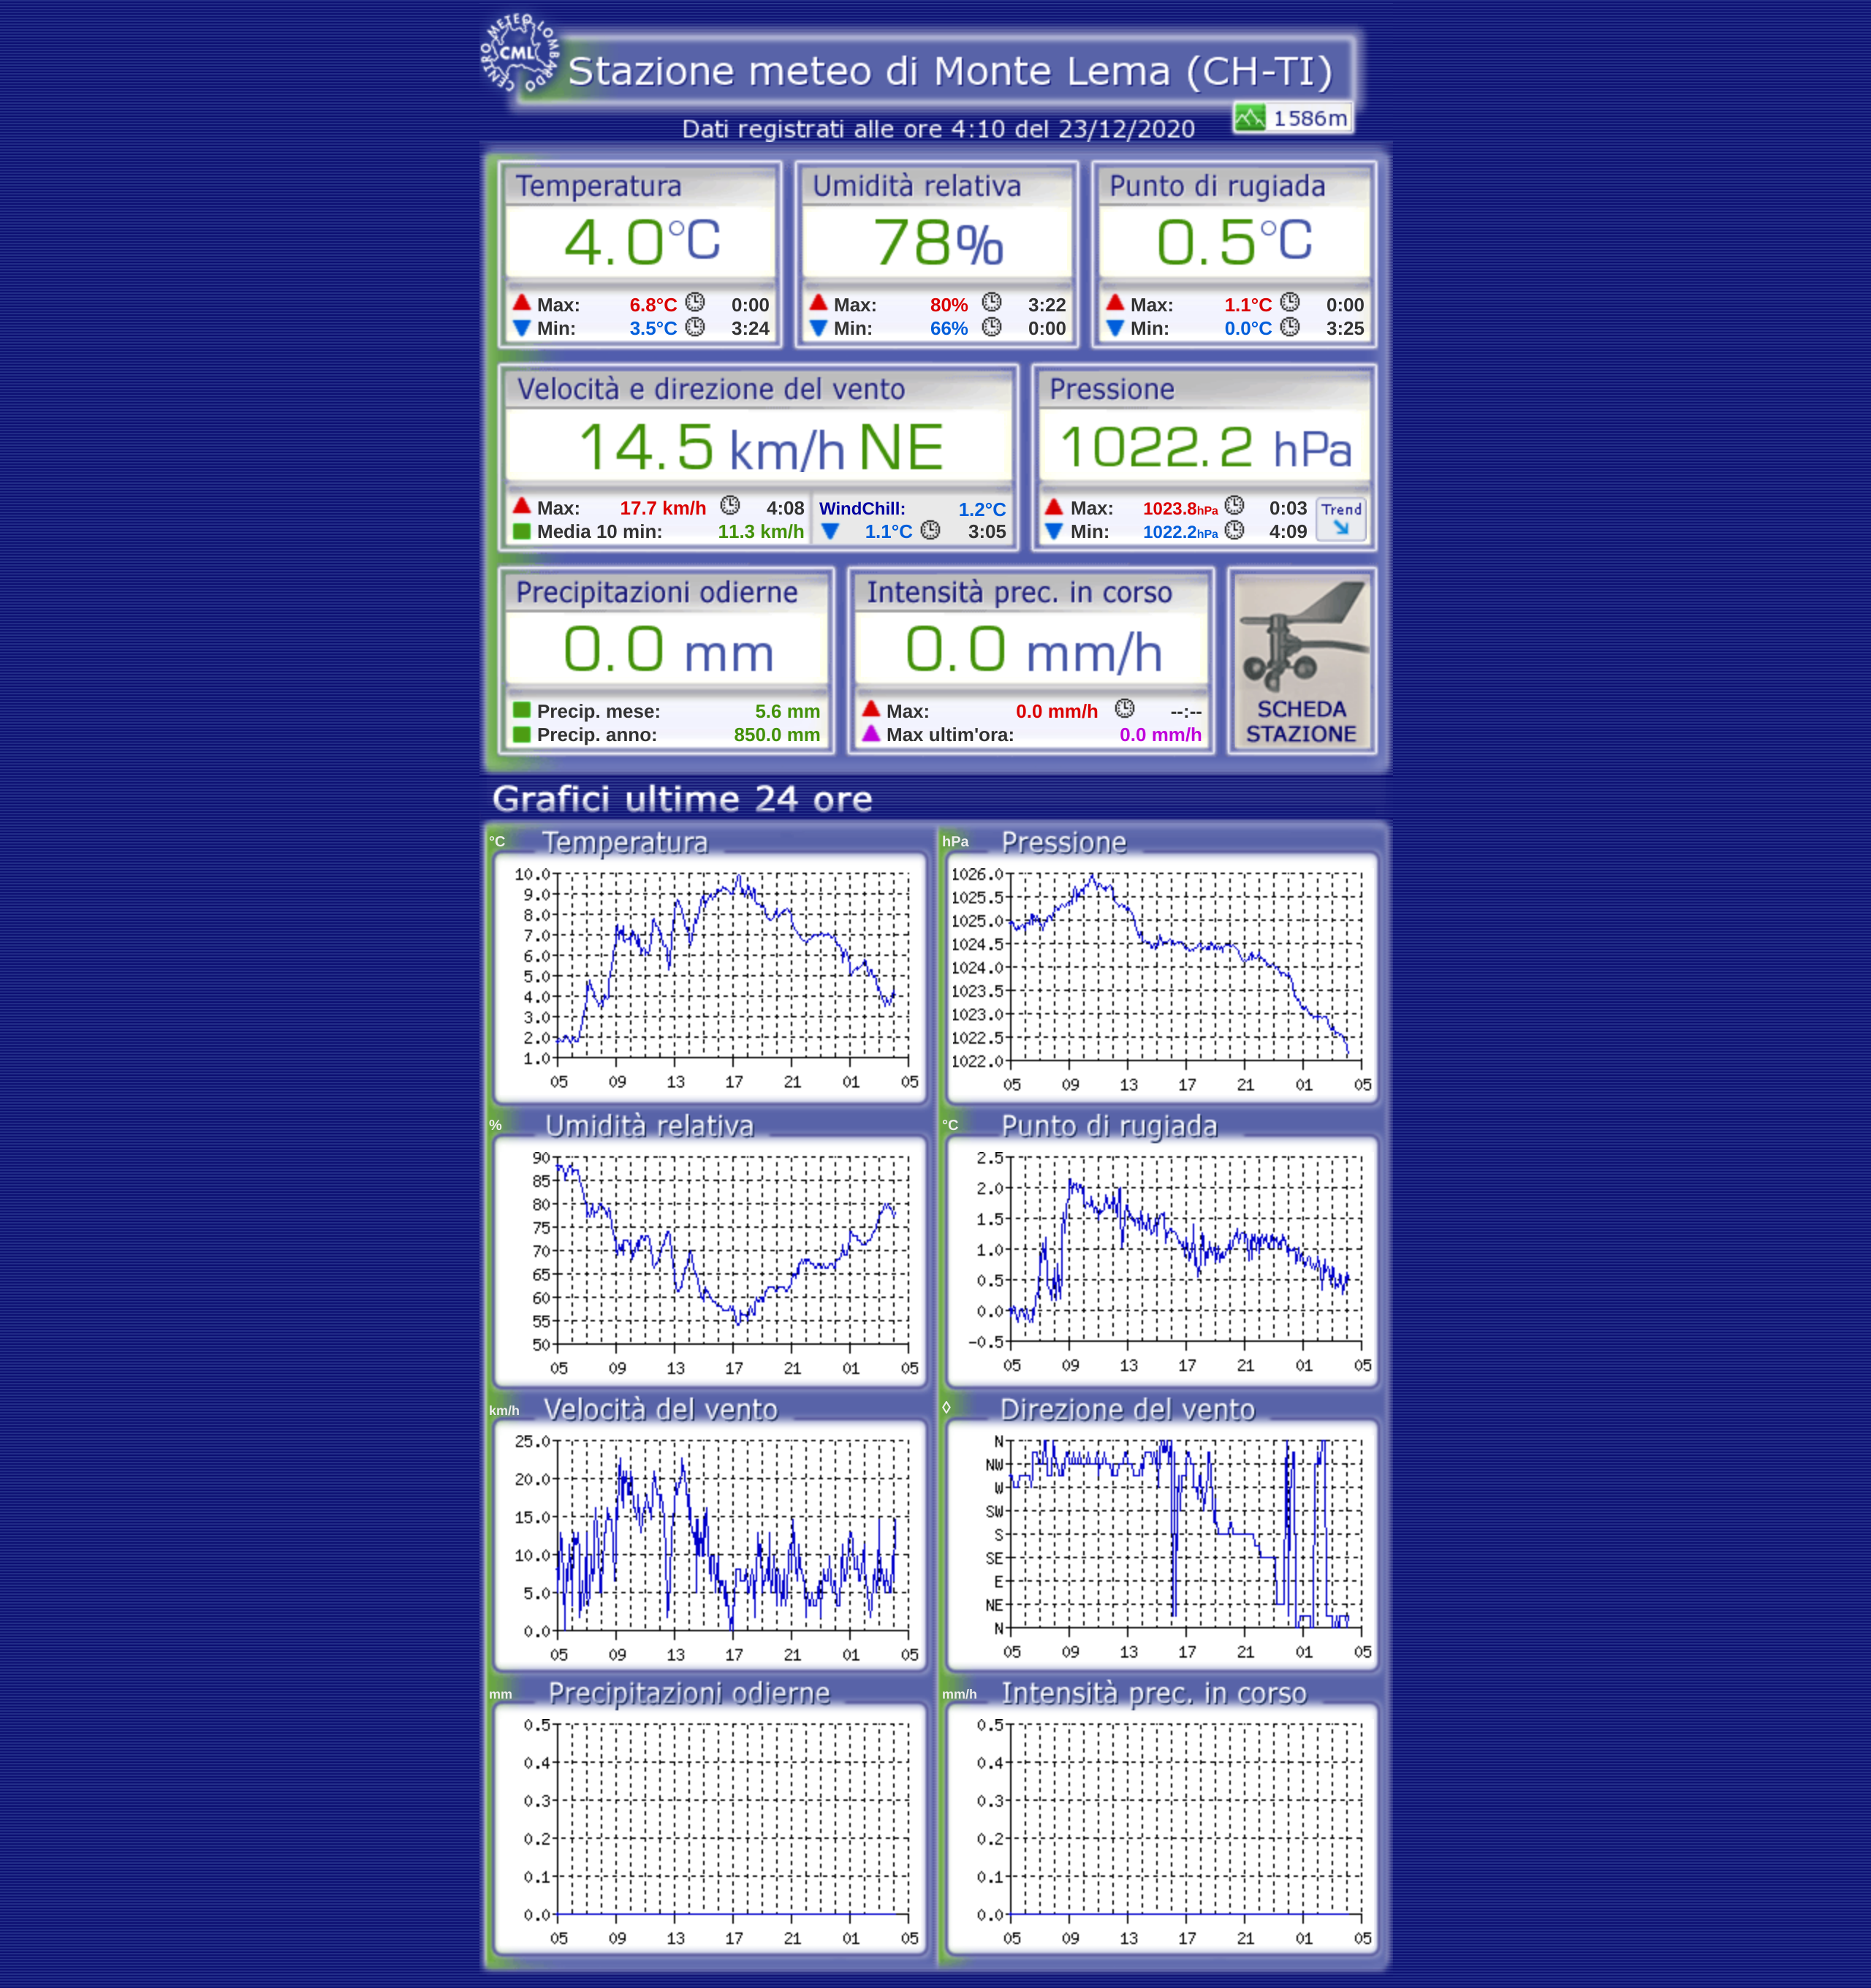 CENTRO METEO LOMBARDO
CML
Stazione meteo di Monte Lema (CH-TI)
1586m
Dati registrati alle ore 4:10 del 23/12/2020
Temperatura Umidità relativa Punto di rugiada
4.0°C 78% 0.5°C
Max: 6.8°C 0:00 Max: 80% 3:22 Max: 1.1°C 0:00
Min: 3.5°C 3:24 Min: 66% 0:00 Min: 0.0°C 3:25
Velocità e direzione del vento Pressione
14.5 km/h NE 1022.2 hPa
Max: 17.7 km/h 4:08 WindChill: 1.2°C Max: 1023.8hPa 0:03 Trend
Media 10 min: 11.3 km/h 1.1°C 3:05 Min: 1022.2hPa 4:09
Precipitazioni odierne Intensità prec. in corso
0.0 mm 0.0 mm/h
Precip. mese: 5.6 mm Max: 0.0 mm/h --:-- SCHEDA
Precip. anno: 850.0 mm Max ultim'ora: 0.0 mm/h STAZIONE
Grafici ultime 24 ore
°C Temperatura
10.0
9.0
8.0
7.0
6.0
5.0
4.0
3.0
2.0
1.0
05 09 13 17 21 01 05
hPa Pressione
1026.0
1025.5
1025.0
1024.5
1024.0
1023.5
1023.0
1022.5
1022.0
05 09 13 17 21 01 05
% Umidità relativa
90
85
80
75
70
65
60
55
50
05 09 13 17 21 01 05
°C Punto di rugiada
2.5
2.0
1.5
1.0
0.5
0.0
-0.5
05 09 13 17 21 01 05
km/h Velocità del vento
25.0
20.0
15.0
10.0
5.0
0.0
05 09 13 17 21 01 05
◊ Direzione del vento
N
NW
W
SW
S
SE
E
NE
N
05 09 13 17 21 01 05
mm Precipitazioni odierne
0.5
0.4
0.3
0.2
0.1
0.0
05 09 13 17 21 01 05
mm/h Intensità prec. in corso
0.5
0.4
0.3
0.2
0.1
0.0
05 09 13 17 21 01 05